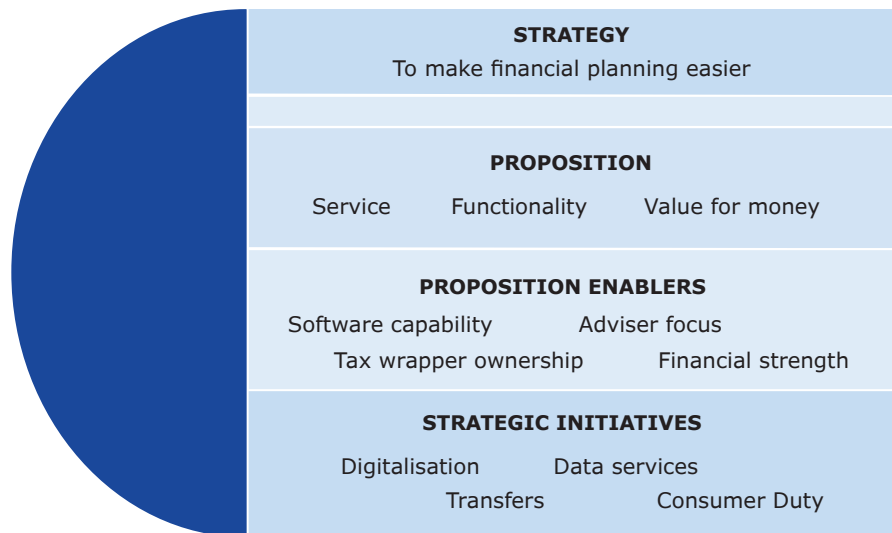 STRATEGY
To make financial planning easier
PROPOSITION
Service Functionality Value for money
PROPOSITION ENABLERS
Software capability Adviser focus
Tax wrapper ownership Financial strength
STRATEGIC INITIATIVES
Digitalisation Data services
Transfers Consumer Duty